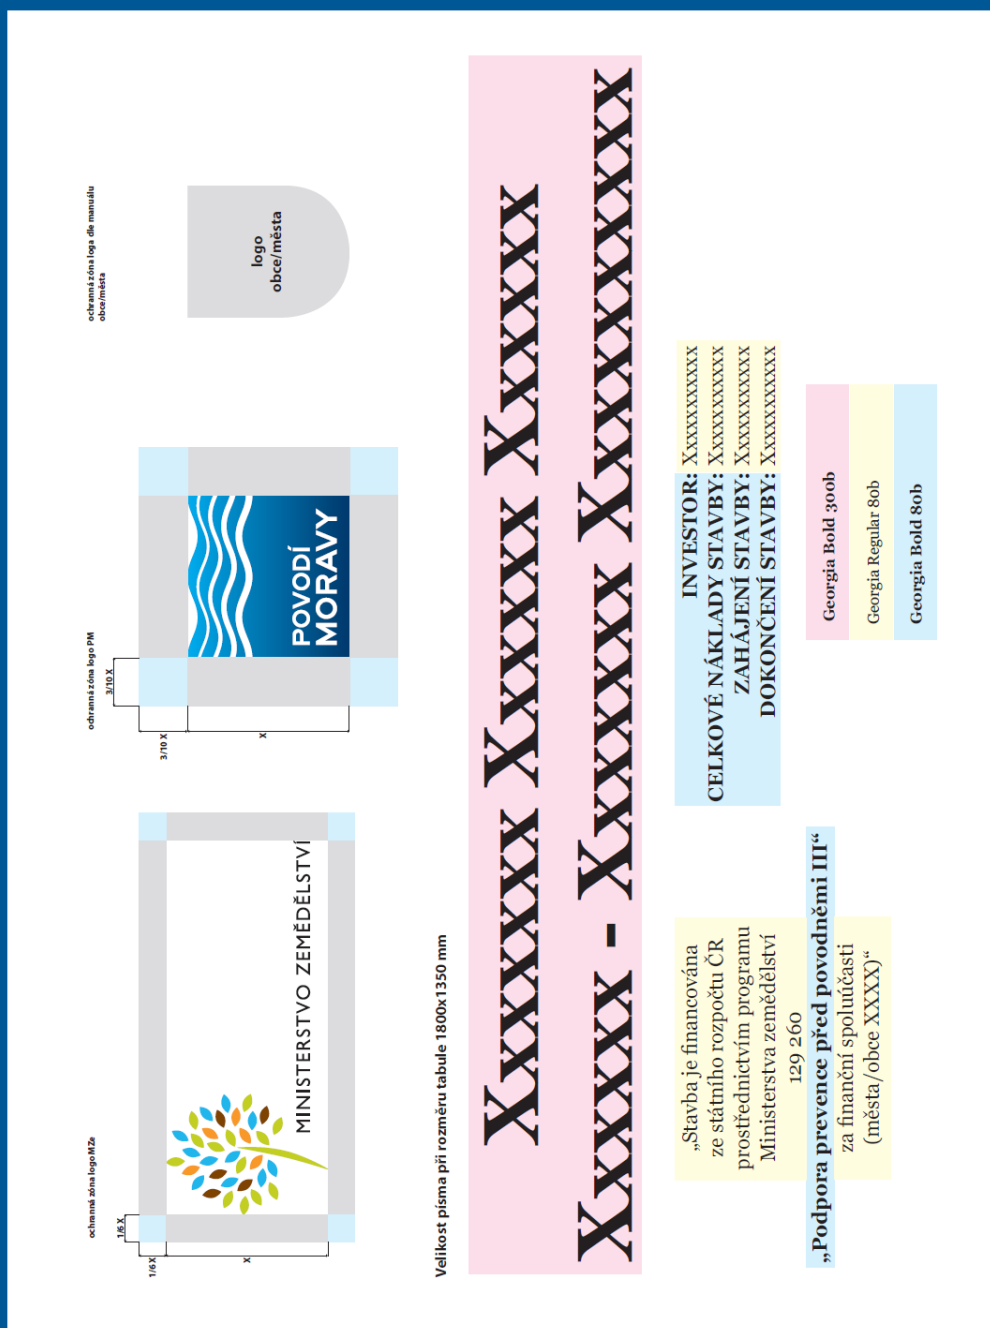 ochranná zóna logo MZe
1/6 X
1/6 X
X
MINISTERSTVO ZEMĚDĚLSTVÍ
ochranná zóna logo PM
3/10 X
3/10 X
X
POVODÍ
MORAVY
ochranná zóna loga dle manuálu
obce/města
logo
obce/města
Velikost písma při rozměru tabule 1800x1350 mm
Xxxxxxx Xxxxxx Xxxxxx Xxxxxx
Xxxxxxx - Xxxxxxxx Xxxxxxxxxxxx
„Stavba je financována
ze státního rozpočtu ČR
prostřednictvím programu
Ministerstva zemědělství
129 260
„Podpora prevence před povodněmi III“
za finanční spoluúčasti
(města/obce XXXX)“
INVESTOR: Xxxxxxxxxxx
CELKOVÉ NÁKLADY STAVBY: Xxxxxxxxxxx
ZAHÁJENÍ STAVBY: Xxxxxxxxxxx
DOKONČENÍ STAVBY: Xxxxxxxxxxx
Georgia Bold 300b
Georgia Regular 80b
Georgia Bold 80b